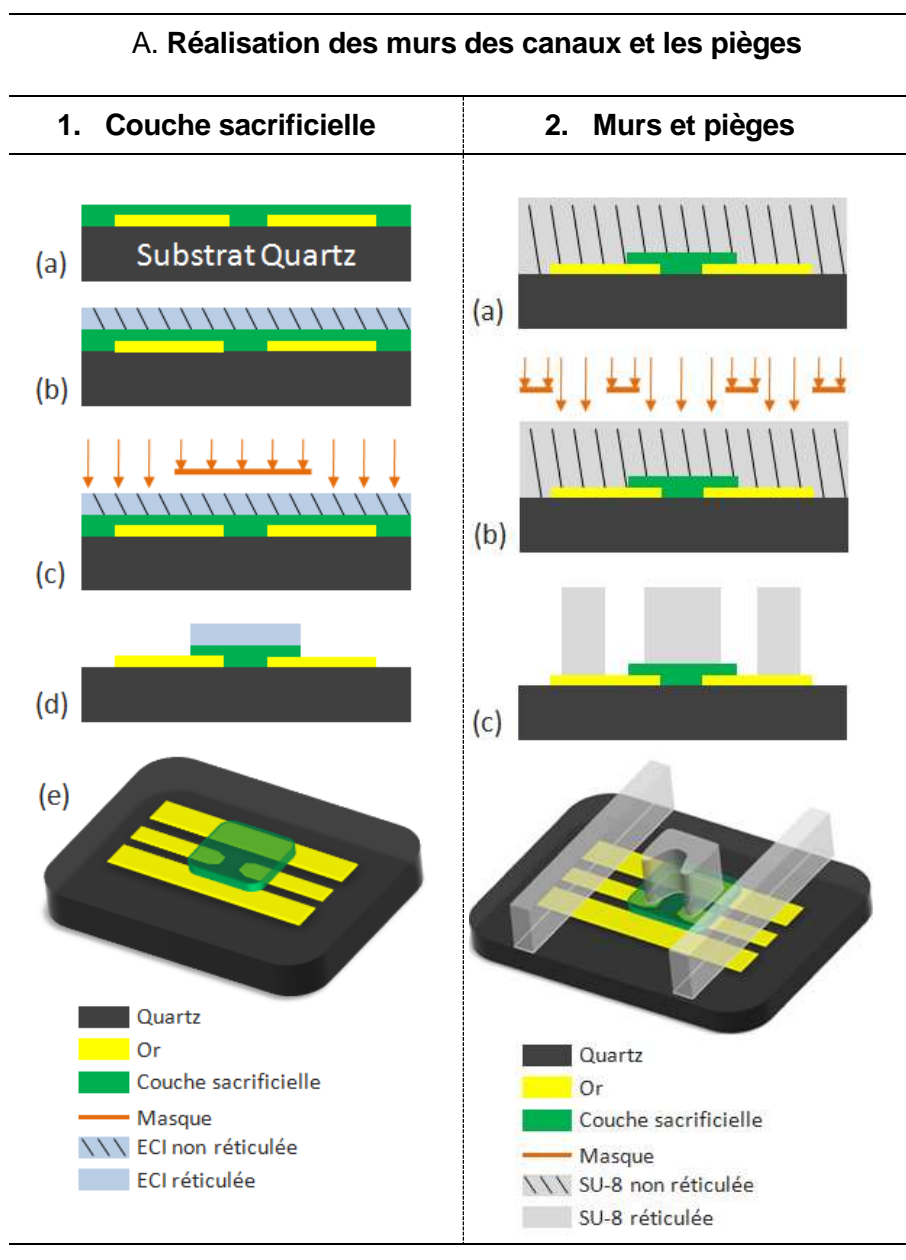 A. Réalisation des murs des canaux et les pièges
1. Couche sacrificielle
(a)
Substrat Quartz
(b)
(c)
(d)
(e)
Quartz
Or
Couche sacrificielle
Masque
ECI non réticulée
ECI réticulée
2. Murs et pièges
(a)
(b)
(c)
Quartz
Or
Couche sacrificielle
Masque
SU-8 non réticulée
SU-8 réticulée